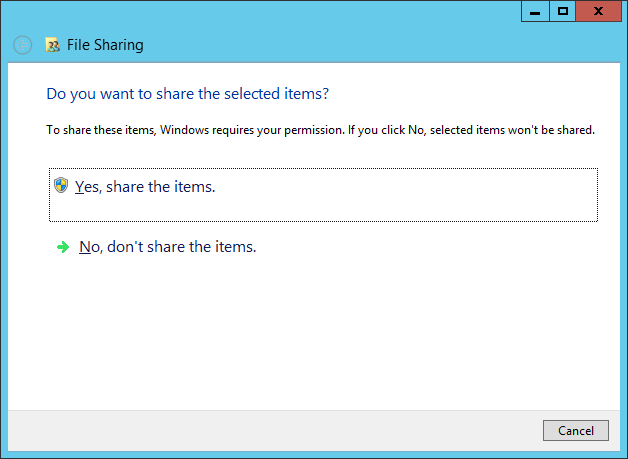 File Sharing
Do you want to share the selected items?
To share these items, Windows requires your permission. If you click No, selected items won't be shared.
Yes, share the items.
No, don't share the items.
Cancel